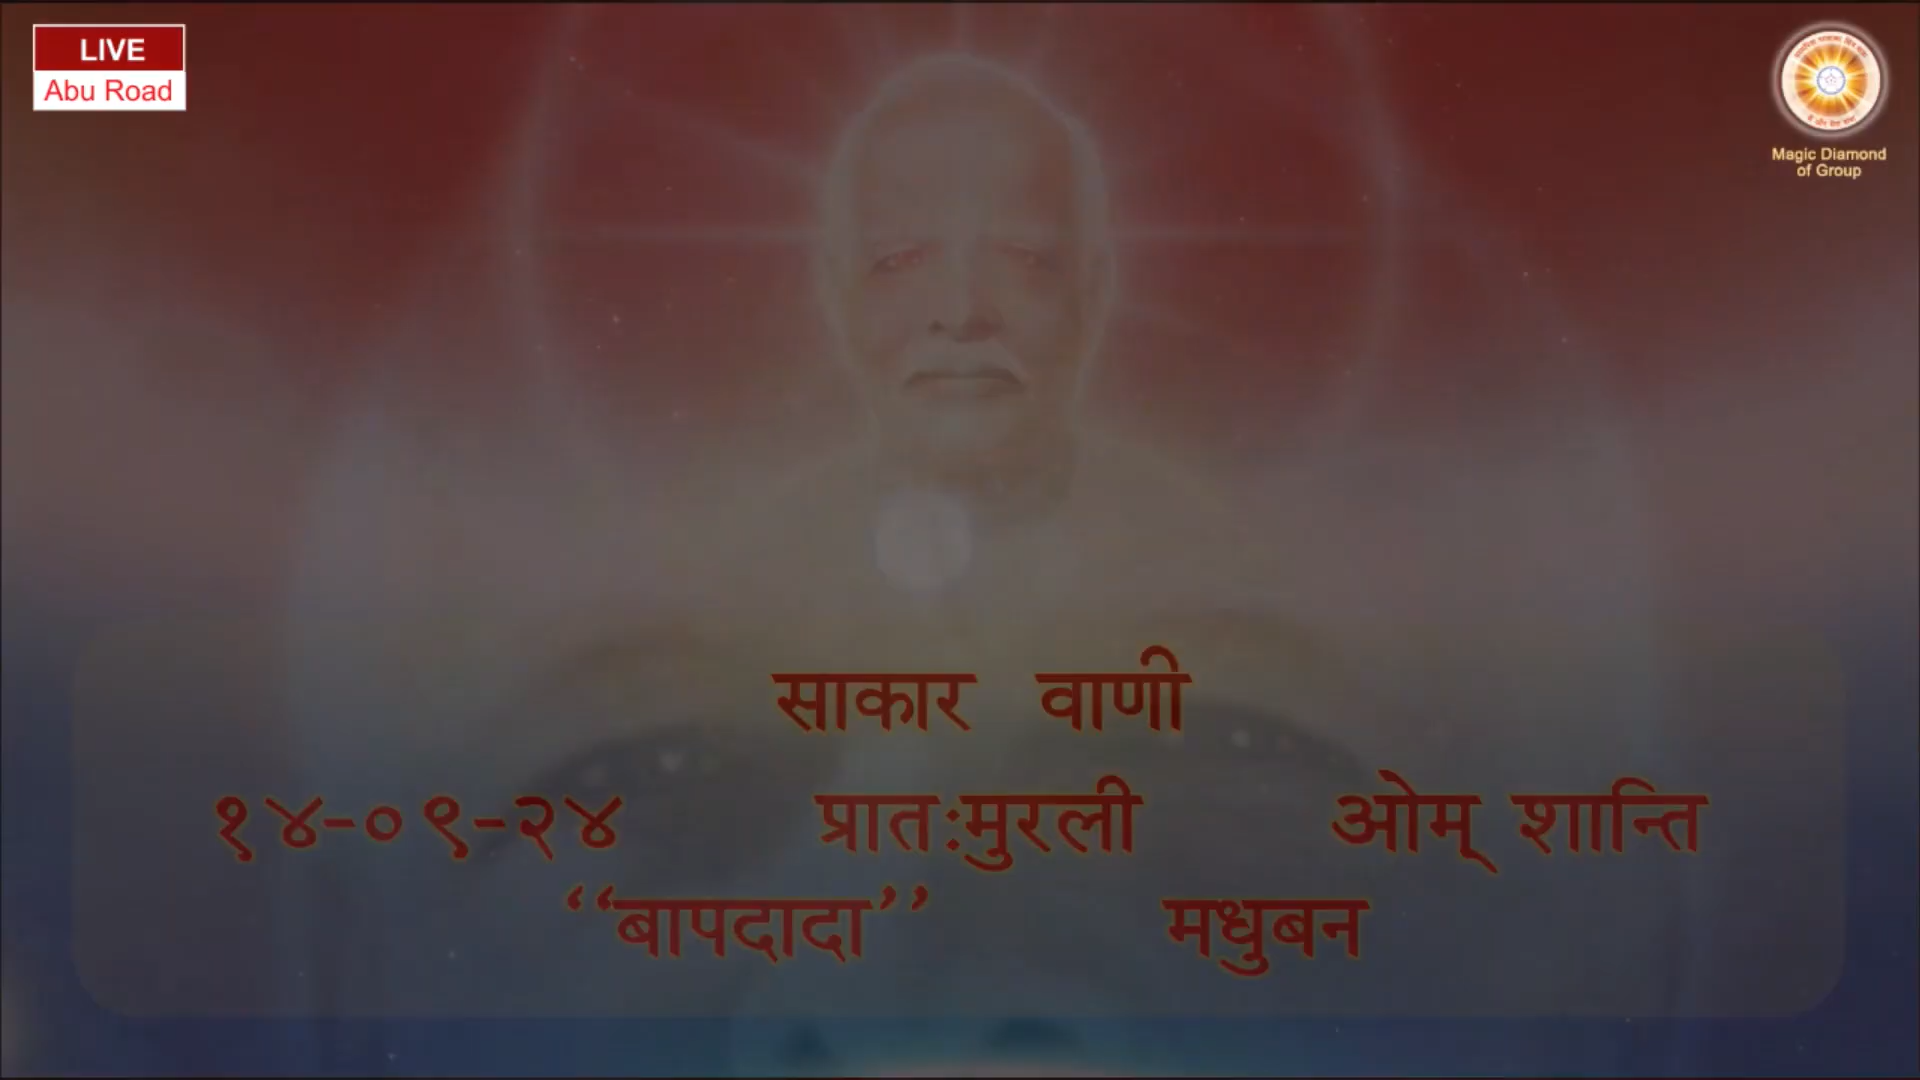 LIVE
Abu Road
Magic Diamond
of Group
साकार वाणी
१४-०९-२४ प्रात:मुरली ओम् शान्ति
“बापदादा” मधुबन